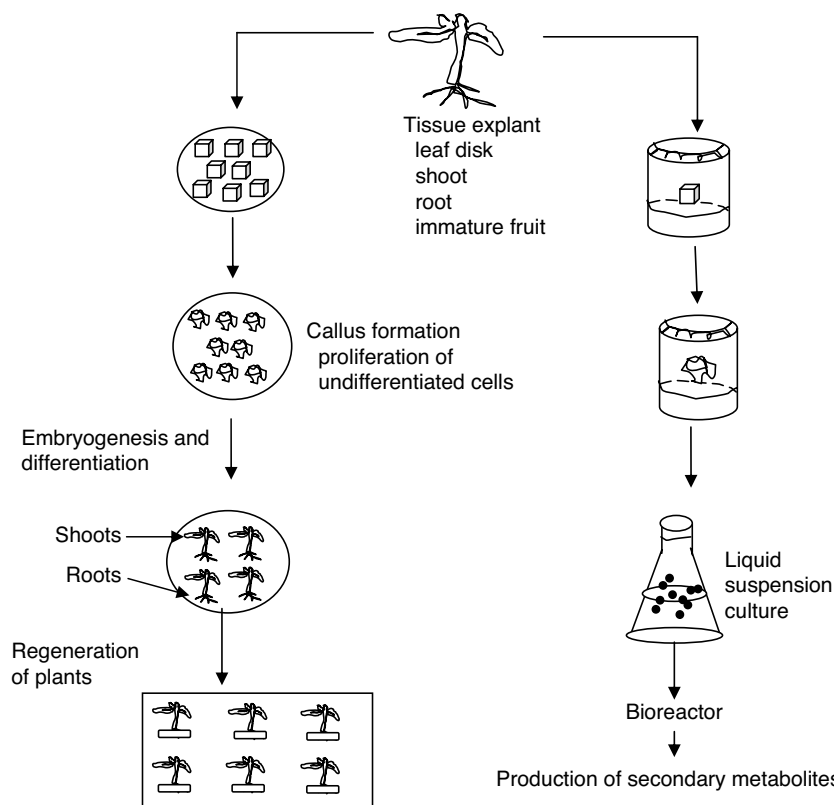 Tissue explant
leaf disk
shoot
root
immature fruit
Callus formation
proliferation of
undifferentiated cells
Embryogenesis and
differentiation
Shoots
Roots
Liquid
suspension
culture
Regeneration
of plants
Bioreactor
Production of secondary metabolites